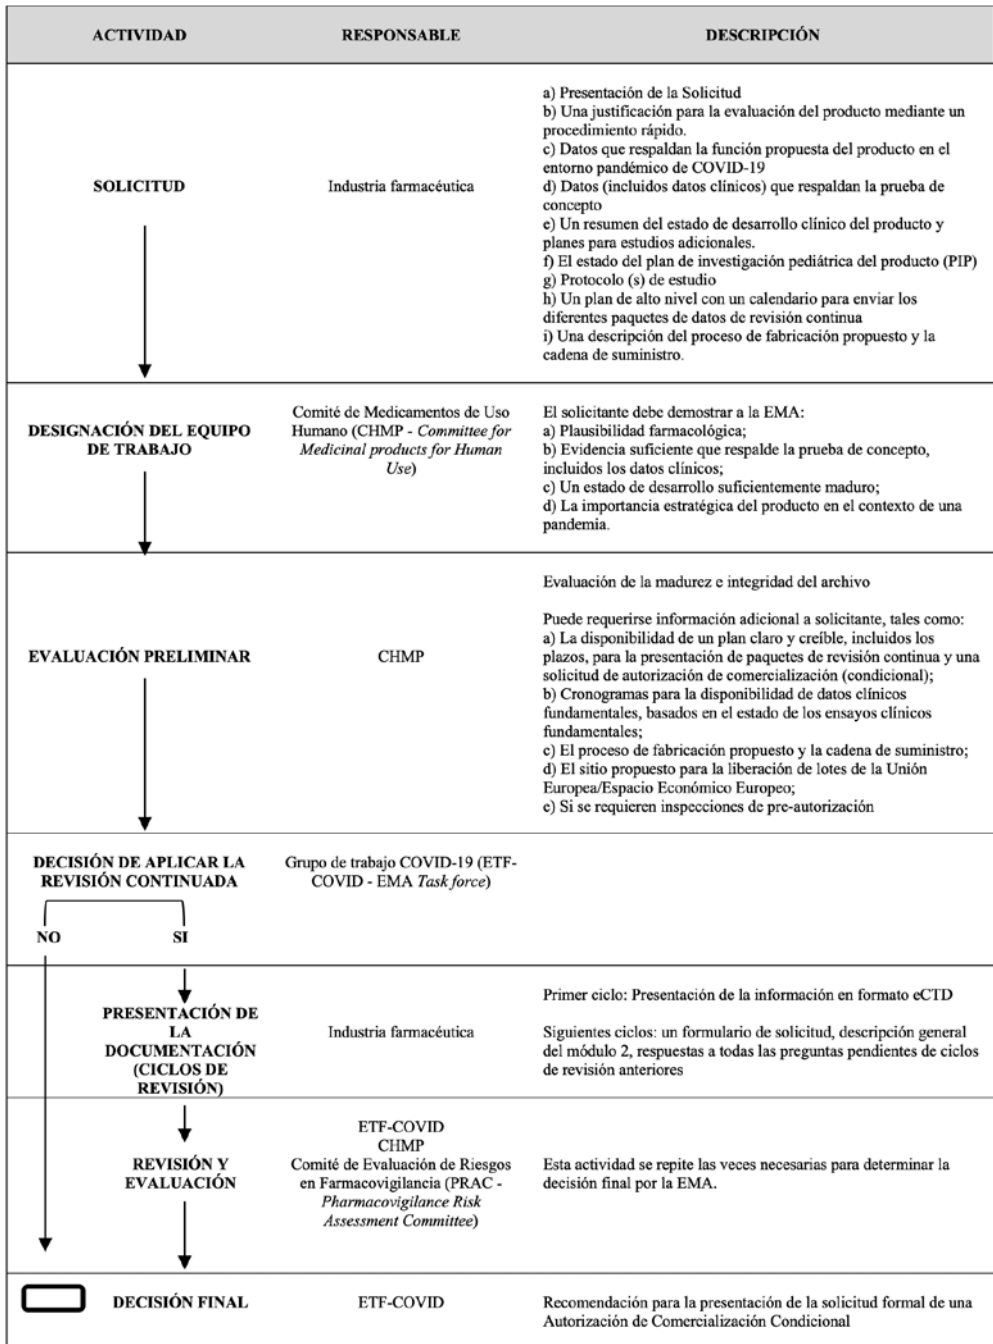 ACTIVIDAD RESPONSABLE DESCRIPCIÓN
SOLICITUD
Industria farmacéutica
a) Presentación de la Solicitud
b) Una justificación para la evaluación del producto mediante un
procedimiento rápido.
c) Datos que respaldan la función propuesta del producto en el
entorno pandémico de COVID-19
d) Datos (incluidos datos clínicos) que respaldan la prueba de
concepto
e) Un resumen del estado de desarrollo clínico del producto y
planes para estudios adicionales.
f) El estado del plan de investigación pediátrica del producto (PIP)
g) Protocolo (s) de estudio
h) Un plan de alto nivel con un calendario para enviar los
diferentes paquetes de datos de revisión continua
i) Una descripción del proceso de fabricación propuesto y la
cadena de suministro.
DESIGNACIÓN DEL EQUIPO
DE TRABAJO
Comité de Medicamentos de Uso
Humano (CHMP - Committee for
Medicinal products for Human
Use)
El solicitante debe demostrar a la EMA:
a) Plausibilidad farmacológica;
b) Evidencia suficiente que respalde la prueba de concepto,
incluidos los datos clínicos;
c) Un estado de desarrollo suficientemente maduro;
d) La importancia estratégica del producto en el contexto de una
pandemia.
EVALUACIÓN PRELIMINAR
CHMP
Evaluación de la madurez e integridad del archivo
Puede requerirse información adicional a solicitante, tales como:
a) La disponibilidad de un plan claro y creíble, incluidos los
plazos, para la presentación de paquetes de revisión continua y una
solicitud de autorización de comercialización (condicional);
b) Cronogramas para la disponibilidad de datos clínicos
fundamentales, basados en el estado de los ensayos clínicos
fundamentales;
c) El proceso de fabricación propuesto y la cadena de suministro;
d) El sitio propuesto para la liberación de lotes de la Unión
Europea/Espacio Económico Europeo;
e) Si se requieren inspecciones de pre-autorización
DECISIÓN DE APLICAR LA
REVISIÓN CONTINUADA
Grupo de trabajo COVID-19 (ETF-
COVID - EMA Task force)
NO SI
PRESENTACIÓN DE
LA
DOCUMENTACIÓN
(CICLOS DE
REVISIÓN)
Industria farmacéutica
Primer ciclo: Presentación de la información en formato eCTD
Siguientes ciclos: un formulario de solicitud, descripción general
del módulo 2, respuestas a todas las preguntas pendientes de ciclos
de revisión anteriores
REVISIÓN Y
EVALUACIÓN
ETF-COVID
CHMP
Comité de Evaluación de Riesgos
en Farmacovigilancia (PRAC -
Pharmacovigilance Risk
Assessment Committee)
Esta actividad se repite las veces necesarias para determinar la
decisión final por la EMA.
DECISIÓN FINAL
ETF-COVID
Recomendación para la presentación de la solicitud formal de una
Autorización de Comercialización Condicional